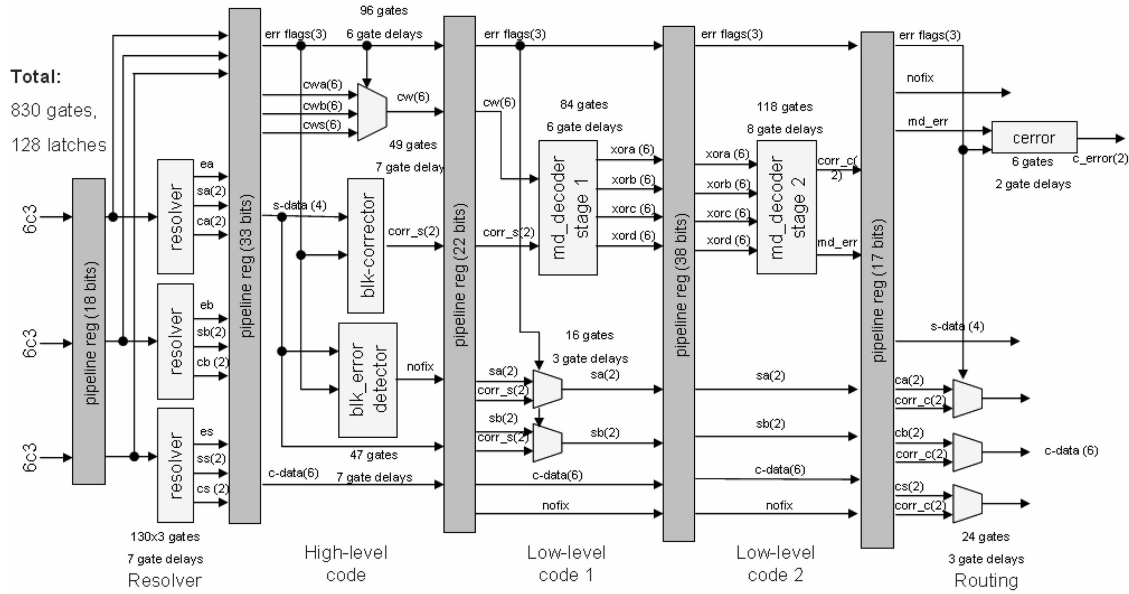 Total:
830 gates,
128 latches
6c3
6c3
6c3
pipeline reg (18 bits)
resolver
resolver
resolver
ea
sa(2)
ca(2)
eb
sb(2)
cb (2)
es
ss(2)
cs (2)
130x3 gates
7 gate delays
Resolver
pipeline reg (33 bits)
96 gates
err flags(3)
6 gate delays
cwa(6)
cwb(6)
cws(6)
cw(6)
49 gates
7 gate delay
s-data (4)
blk-corrector
corr_s(2)
blk_error
detector
nofix
47 gates
c-data(6)
7 gate delays
High-level
code
pipeline reg (22 bits)
err flags(3)
cw(6)
84 gates
6 gate delays
corr_s(2)
md_decoder
stage 1
xora (6)
xorb (6)
xorc (6)
xord (6)
16 gates
3 gate delays
sa(2)
corr_s(2)
sa(2)
sb(2)
corr_s(2)
sb(2)
c-data(6)
nofix
Low-level
code 1
pipeline reg (38 bits)
err flags(3)
118 gates
8 gate delays
xora (6)
xorb (6)
xorc (6)
xord (6)
md_decoder
stage 2
corr_c(
2)
md_err
sa(2)
sb(2)
c-data(6)
nofix
Low-level
code 2
pipeline reg (17 bits)
err flags(3)
nofix
md_err
cerror
c_error(2)
6 gates
2 gate delays
s-data (4)
ca(2)
corr_c(2)
cb(2)
corr_c(2)
c-data (6)
cs(2)
corr_c(2)
24 gates
3 gate delays
Routing